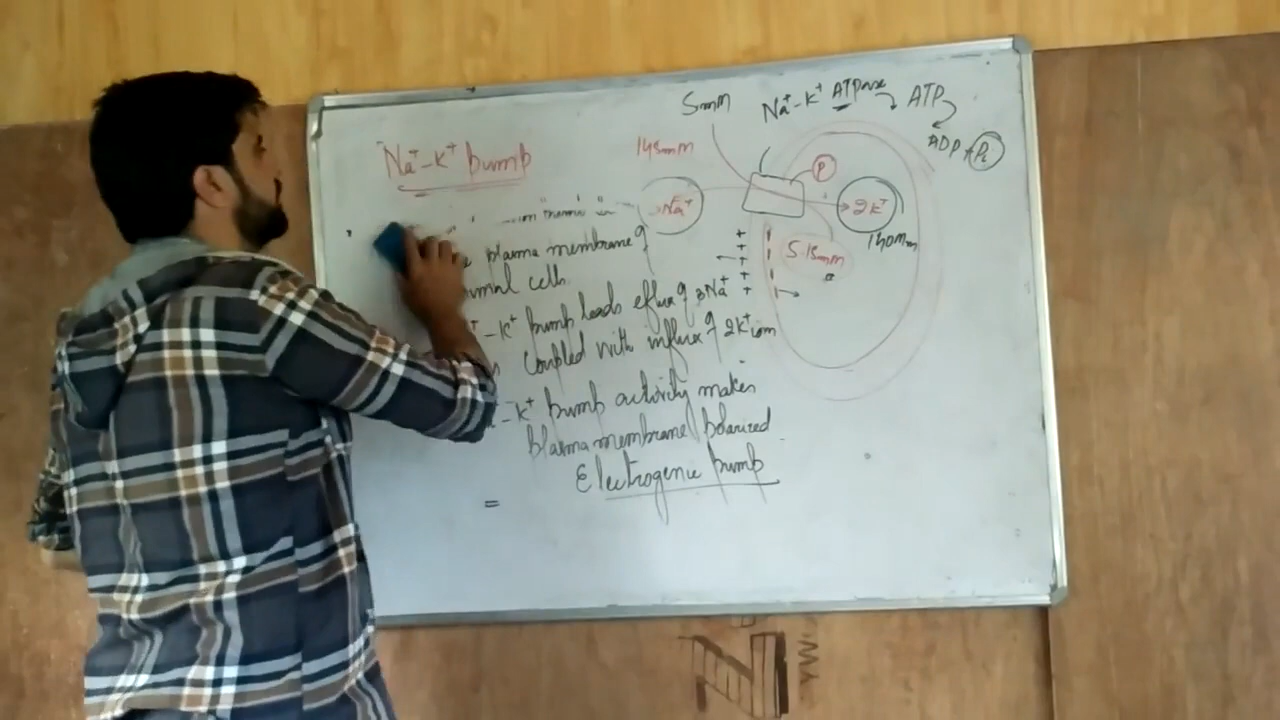 Na⁺-K⁺ pump
plasma membrane of
cells
-K⁺ pump leads efflux of 3Na⁺
coupled with influx of 2K⁺ ion
-K⁺ pump activity makes
plasma membrane Polarized
Electrogenic pump
=
5mm
Na⁺-K⁺ ATPase
ATP
ADP + Pi
145mm
P
3Na⁺
2K⁺
140mm
5-15mm
+
+
+
+
+